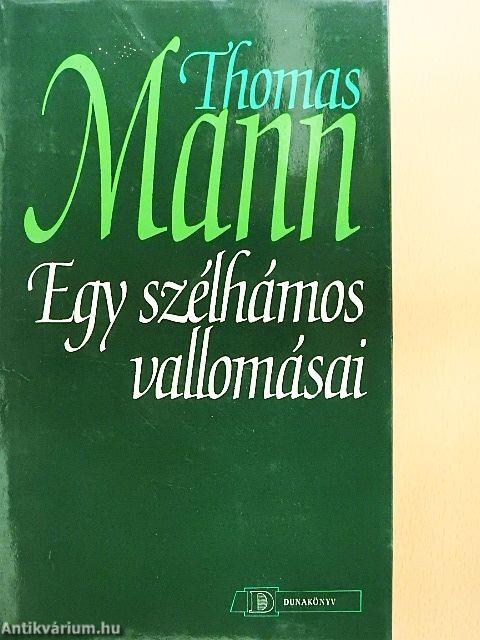 Thomas
Mann
Egy szélhámos
vallomásai
D DUNAKÖNYV
Antikvárium.hu